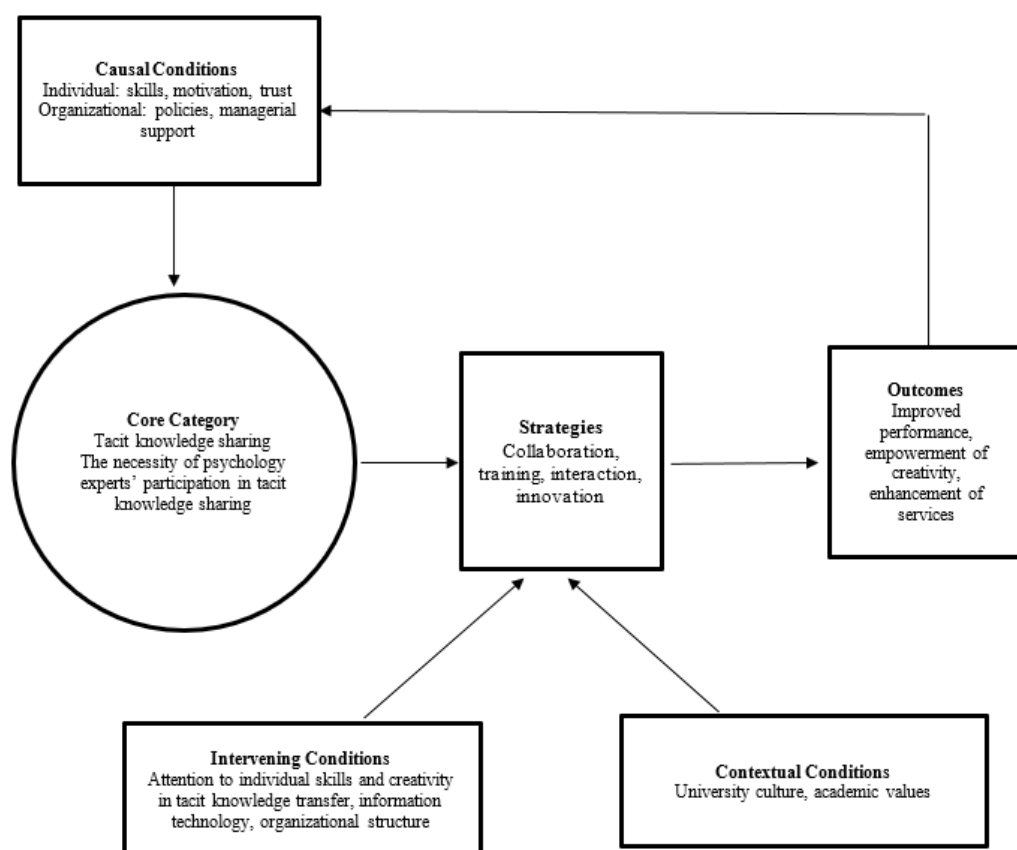 Causal Conditions
Individual: skills, motivation, trust
Organizational: policies, managerial
support
Core Category
Tacit knowledge sharing
The necessity of psychology
experts’ participation in tacit
knowledge sharing
Strategies
Collaboration,
training, interaction,
innovation
Outcomes
Improved
performance,
empowerment of
creativity,
enhancement of
services
Intervening Conditions
Attention to individual skills and creativity
in tacit knowledge transfer, information
technology, organizational structure
Contextual Conditions
University culture, academic values